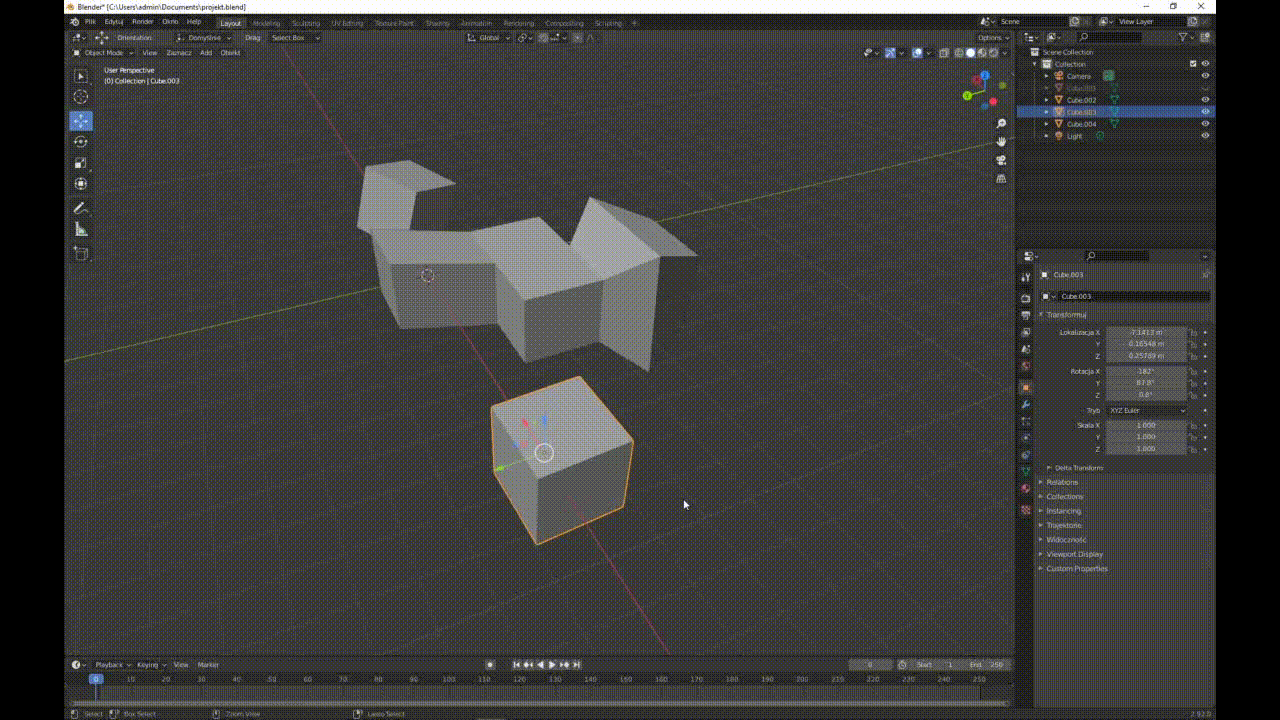 Blender* [C:\Users\admin\Documents\projekt.blend]
Plik Edytuj Render Okno Help Layout Modeling Sculpting UV Editing Texture Paint Shading Animation Rendering Compositing Scripting + Scene View Layer
Orientation: Domyślnie Drag: Select Box Global Options
Object Mode View Zaznacz Add Obiekt
User Perspective
(0) Collection | Cube.003
Scene Collection
Collection
Camera
Cube.001
Cube.002
Cube.003
Cube.004
Light
Cube.003
Cube.003
Transformuj
Lokalizacja X -7.1413 m
Y 0.16548 m
Z 0.25789 m
Rotacja X -182°
Y 87.8°
Z 0.8°
Tryb XYZ Euler
Skala X 1.000
Y 1.000
Z 1.000
Delta Transform
Relations
Collections
Instancing
Trajektorie
Widoczność
Viewport Display
Custom Properties
Playback Keying View Marker 0 Start 1 End 250
0 10 20 30 40 50 60 70 80 90 100 110 120 130 140 150 160 170 180 190 200 210 220 230 240 250
Select Box Select Zoom View Lasso Select 2.92.0